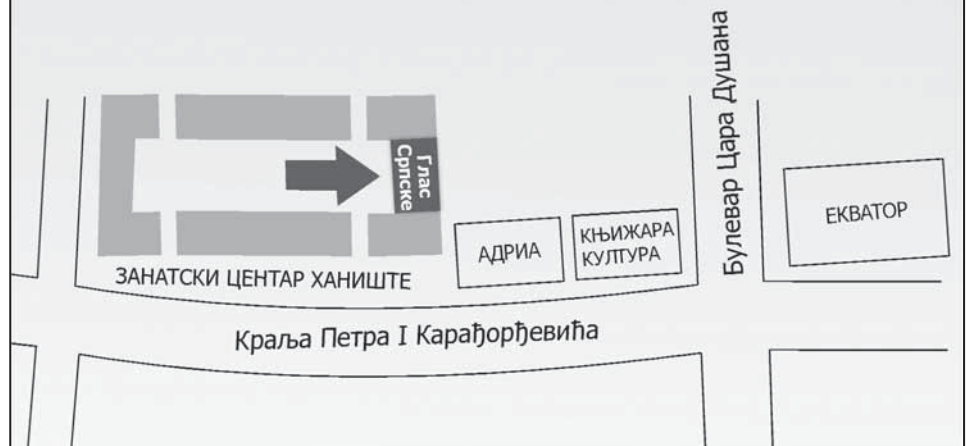 Глас
Српске
ЗАНАТСКИ ЦЕНТАР ХАНИШТЕ
АДРИА
КЊИЖАРА
КУЛТУРА
Булевар Цара Душана
ЕКВАТОР
Краља Петра I Карађорђевића